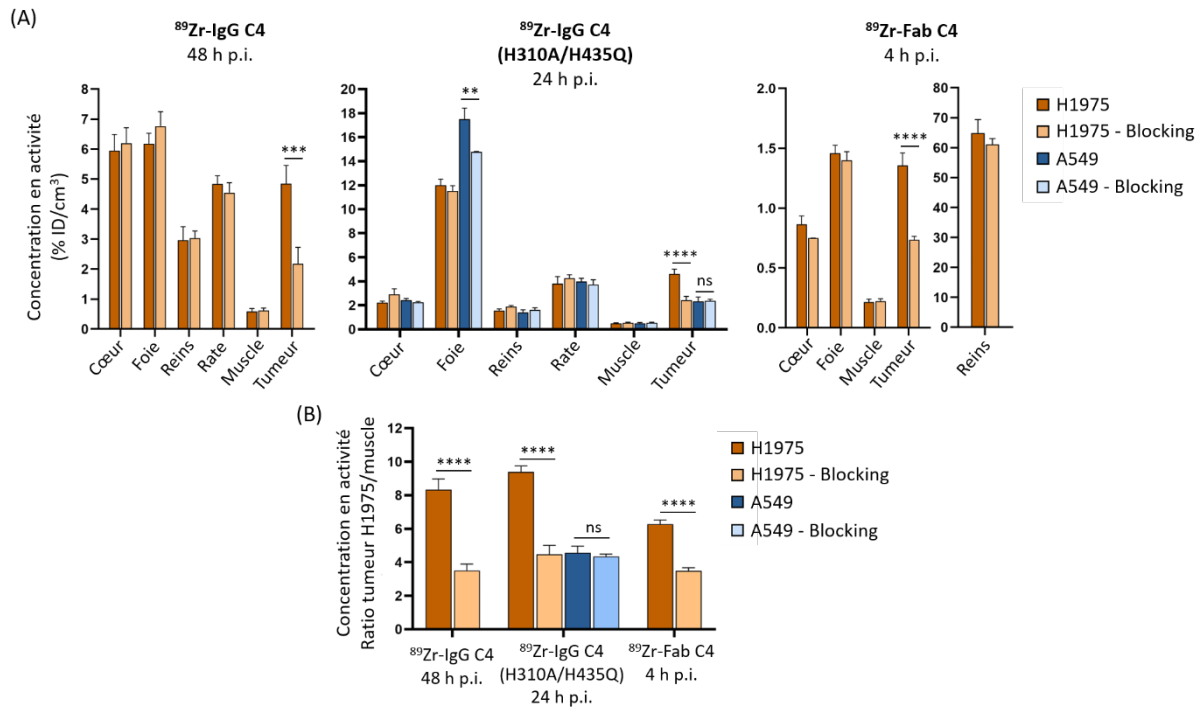 (A)
⁸⁹Zr-IgG C4
48 h p.i.
⁸⁹Zr-IgG C4
(H310A/H435Q)
24 h p.i.
⁸⁹Zr-Fab C4
4 h p.i.
Concentration en activité
(% ID/cm³)
9
8
7
6
5
4
3
2
1
0
***
Cœur
Foie
Reins
Rate
Muscle
Tumeur
20
18
16
14
12
10
8
6
4
2
0
**
****
ns
Cœur
Foie
Reins
Rate
Muscle
Tumeur
2.0
1.5
1.0
0.5
0.0
****
Cœur
Foie
Muscle
Tumeur
80
70
60
50
40
30
20
10
0
Reins
H1975
H1975 - Blocking
A549
A549 - Blocking
(B)
Concentration en activité
Ratio tumeur H1975/muscle
12
10
8
6
4
2
0
****
****
ns
****
⁸⁹Zr-IgG C4
48 h p.i.
⁸⁹Zr-IgG C4
(H310A/H435Q)
24 h p.i.
⁸⁹Zr-Fab C4
4 h p.i.
H1975
H1975 - Blocking
A549
A549 - Blocking